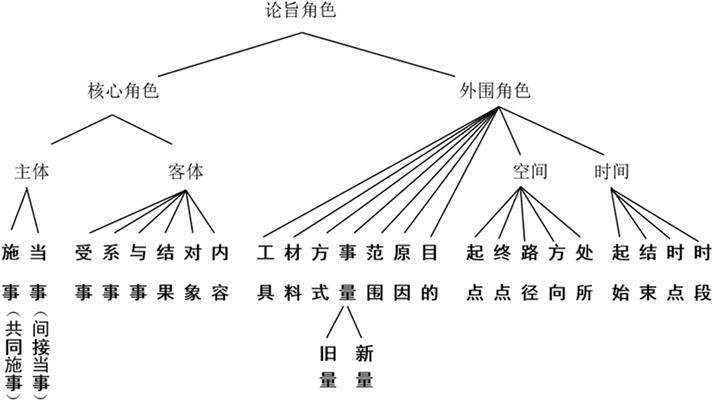 论旨角色
核心角色 外围角色
主体 客体 空间 时间
施事（共同施事） 当事（间接当事） 受事 系事 与事 结果 对象 内容 工具 材料 方式 事量 范围 原因 目的 起点 终点 路径 方向 处所 起始 结束 时点 时段
旧量 新量